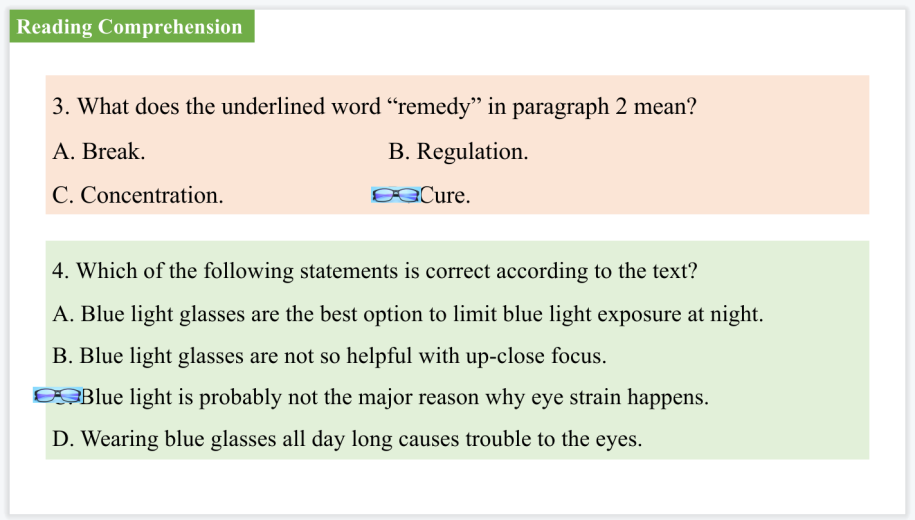 Reading Comprehension
3. What does the underlined word “remedy” in paragraph 2 mean?
A. Break. B. Regulation.
C. Concentration. Cure.
4. Which of the following statements is correct according to the text?
A. Blue light glasses are the best option to limit blue light exposure at night.
B. Blue light glasses are not so helpful with up-close focus.
Blue light is probably not the major reason why eye strain happens.
D. Wearing blue glasses all day long causes trouble to the eyes.